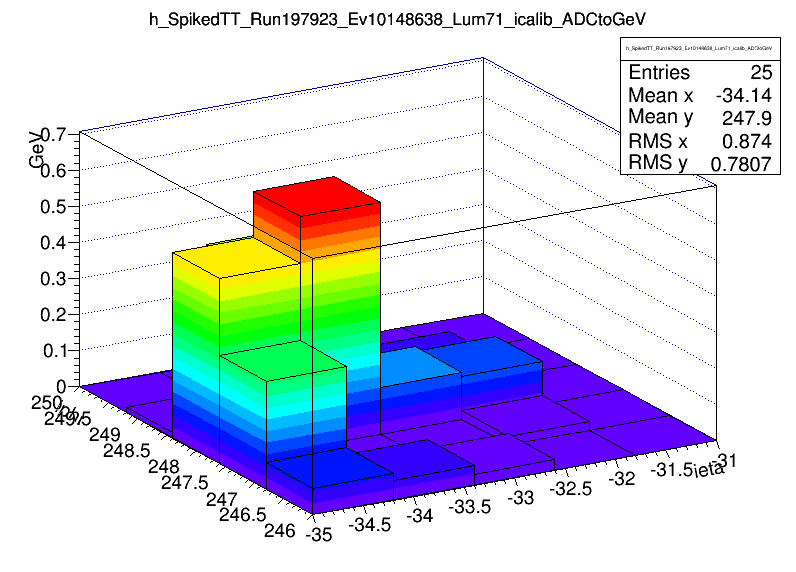 h_SpikedTT_Run197923_Ev10148638_Lum71_icalib_ADCtoGeV
h_SpikedTT_Run197923_Ev10148638_Lum71_icalib_ADCtoGeV
Entries 25
Mean x -34.14
Mean y 247.9
RMS x 0.874
RMS y 0.7807
GeV
0.7
0.6
0.5
0.4
0.3
0.2
0.1
0
250
249.5
249
248.5
248
247.5
247
246.5
246
-35
-34.5
-34
-33.5
-33
-32.5
-32
-31.5
-31
ieta